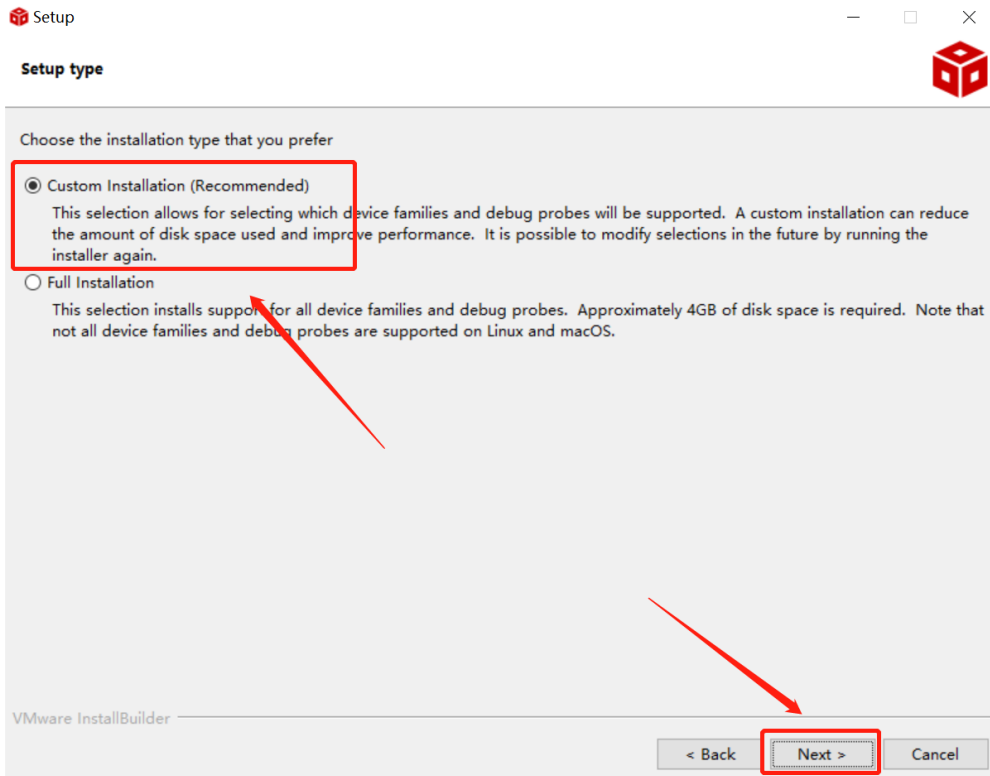 Setup
Setup type
Choose the installation type that you prefer
Custom Installation (Recommended)
This selection allows for selecting which device families and debug probes will be supported.  A custom installation can reduce
the amount of disk space used and improve performance.  It is possible to modify selections in the future by running the
installer again.
Full Installation
This selection installs support for all device families and debug probes.  Approximately 4GB of disk space is required.  Note that
not all device families and debug probes are supported on Linux and macOS.
VMware InstallBuilder
< Back Next > Cancel